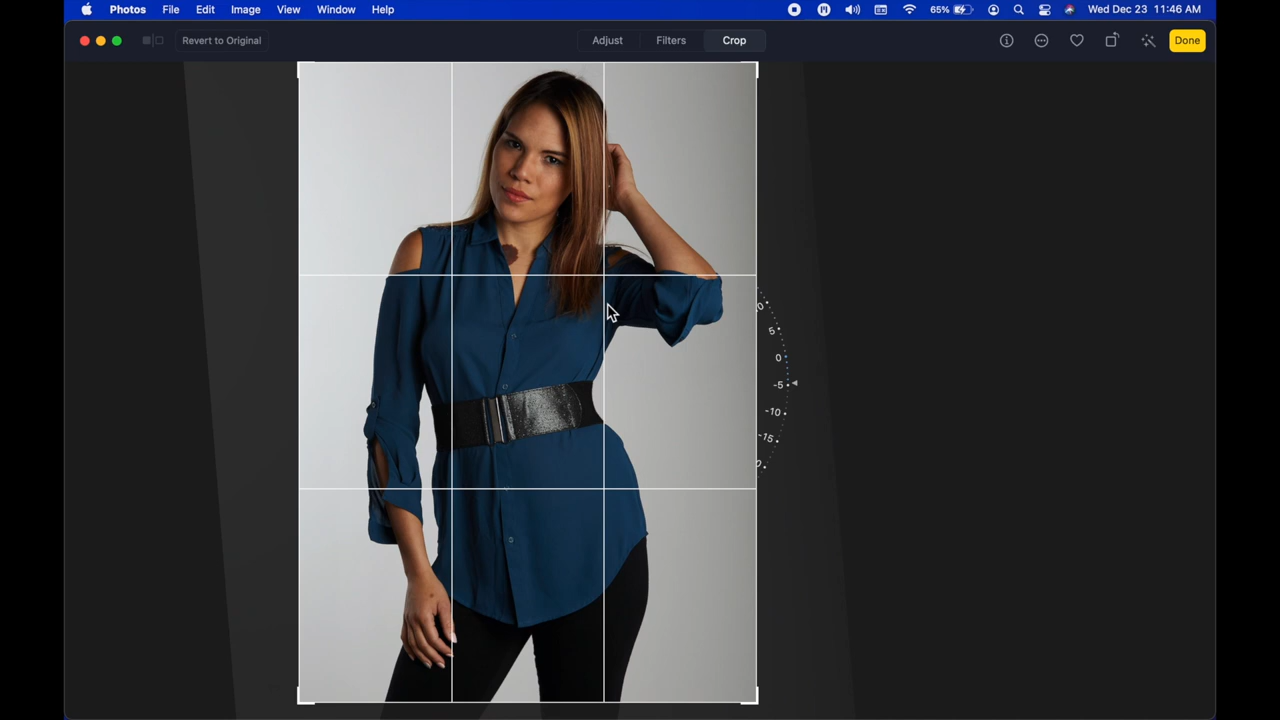 Photos File Edit Image View Window Help 65% Wed Dec 23 11:46 AM
Revert to Original Adjust Filters Crop Done
5
0
-5
-10
-15